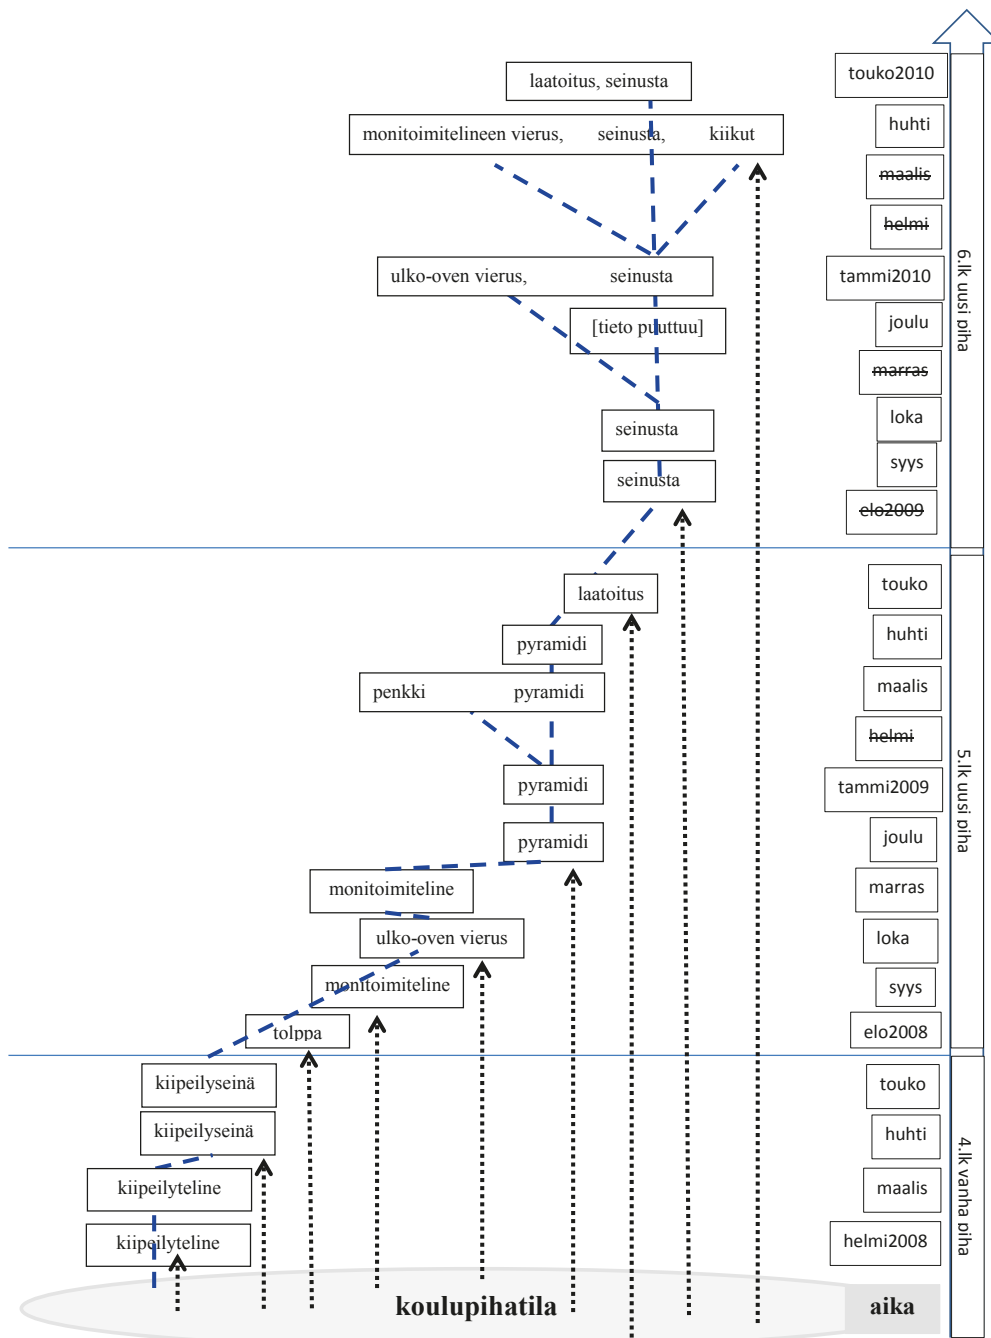 touko2010
laatoitus, seinusta
huhti
monitoimitelineen vierus, seinusta, kiikut
maalis
helmi
tammi2010
ulko-oven vierus, seinusta
joulu
[tieto puuttuu]
marras
loka
seinusta
syys
seinusta
elo2009
6.lk uusi piha
touko
laatoitus
huhti
pyramidi
maalis
penkki pyramidi
helmi
tammi2009
pyramidi
joulu
pyramidi
marras
monitoimiteline
loka
ulko-oven vierus
syys
monitoimiteline
elo2008
tolppa
5.lk uusi piha
touko
kiipeilyseinä
huhti
kiipeilyseinä
maalis
kiipeilyteline
helmi2008
kiipeilyteline
4.lk vanha piha
koulupihatila
aika